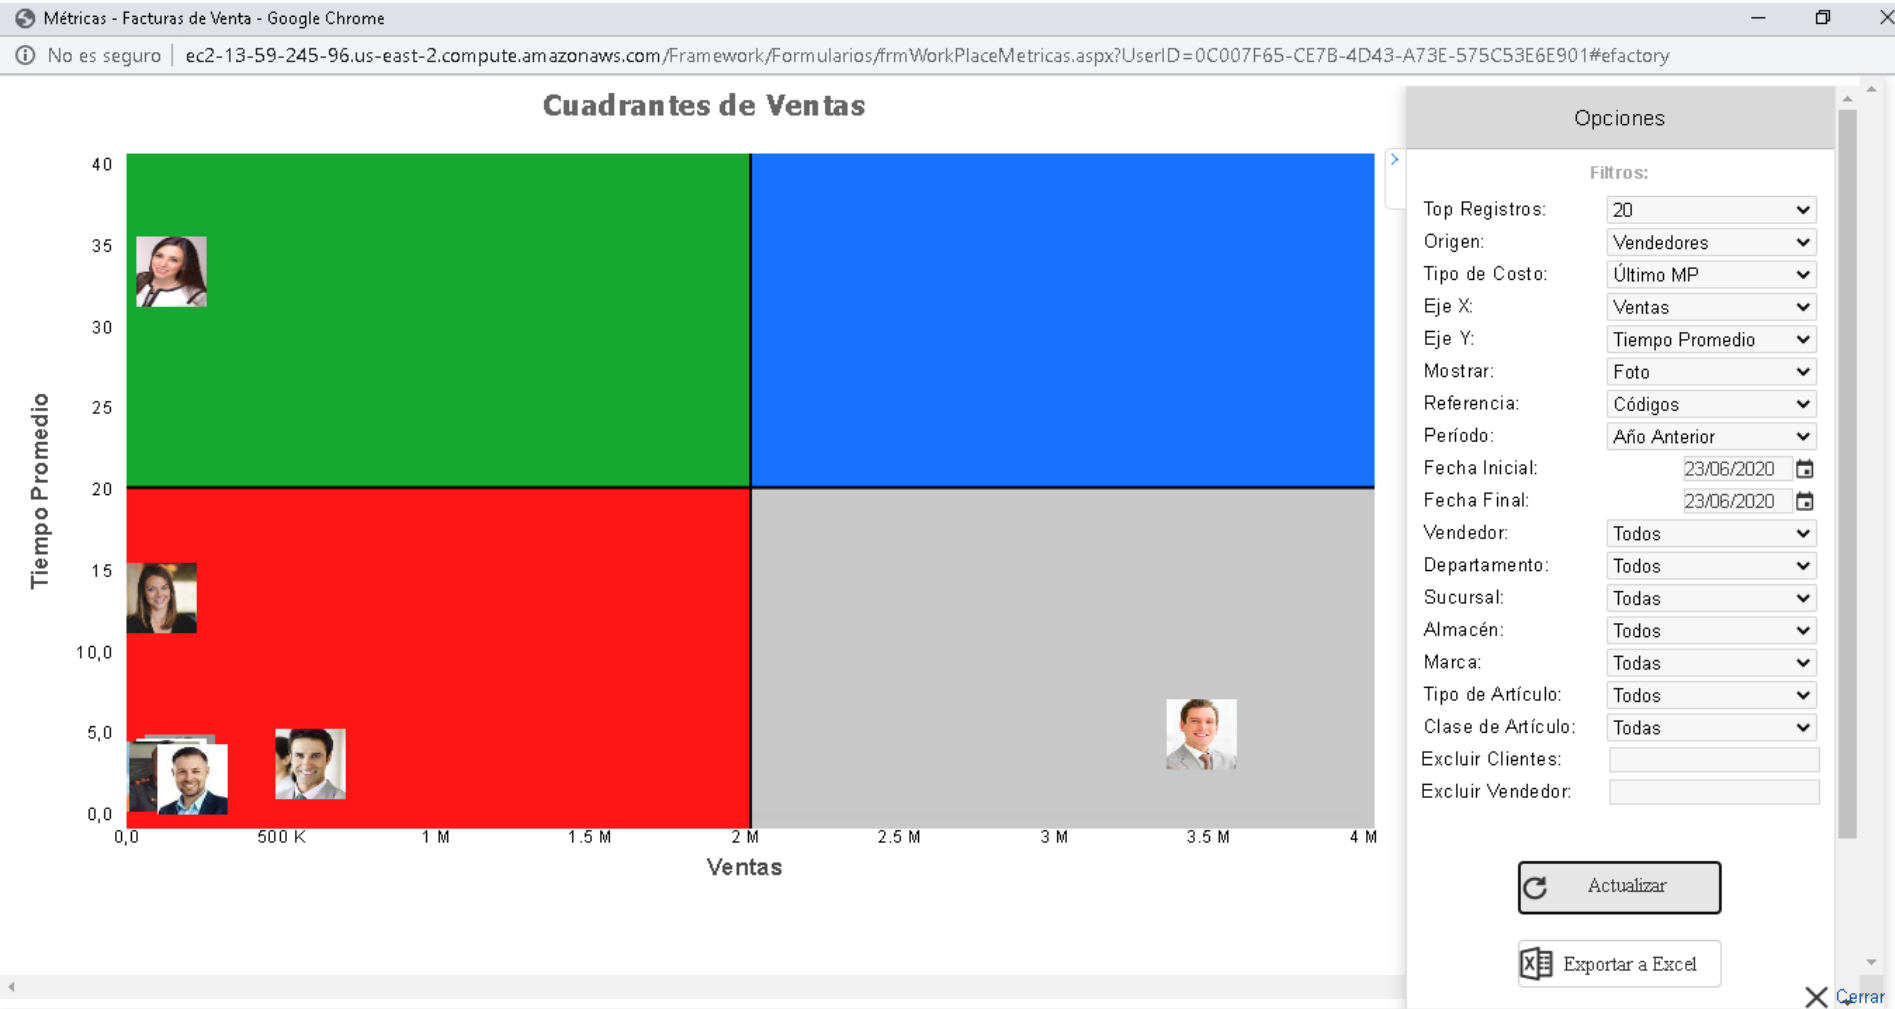 Métricas - Facturas de Venta - Google Chrome
No es seguro | ec2-13-59-245-96.us-east-2.compute.amazonaws.com/Framework/Formularios/frmWorkPlaceMetricas.aspx?UserID=0C007F65-CE7B-4D43-A73E-575C53E6E901#efactory
Cuadrantes de Ventas
40
35
30
25
20
15
10,0
5,0
0,0
Tiempo Promedio
0,0 500 K 1 M 1.5 M 2 M 2.5 M 3 M 3.5 M 4 M
Ventas
Opciones
Filtros:
Top Registros: 20
Origen: Vendedores
Tipo de Costo: Último MP
Eje X: Ventas
Eje Y: Tiempo Promedio
Mostrar: Foto
Referencia: Códigos
Período: Año Anterior
Fecha Inicial: 23/06/2020
Fecha Final: 23/06/2020
Vendedor: Todos
Departamento: Todos
Sucursal: Todas
Almacén: Todos
Marca: Todas
Tipo de Artículo: Todos
Clase de Artículo: Todas
Excluir Clientes:
Excluir Vendedor:
Actualizar
Exportar a Excel
Cerrar